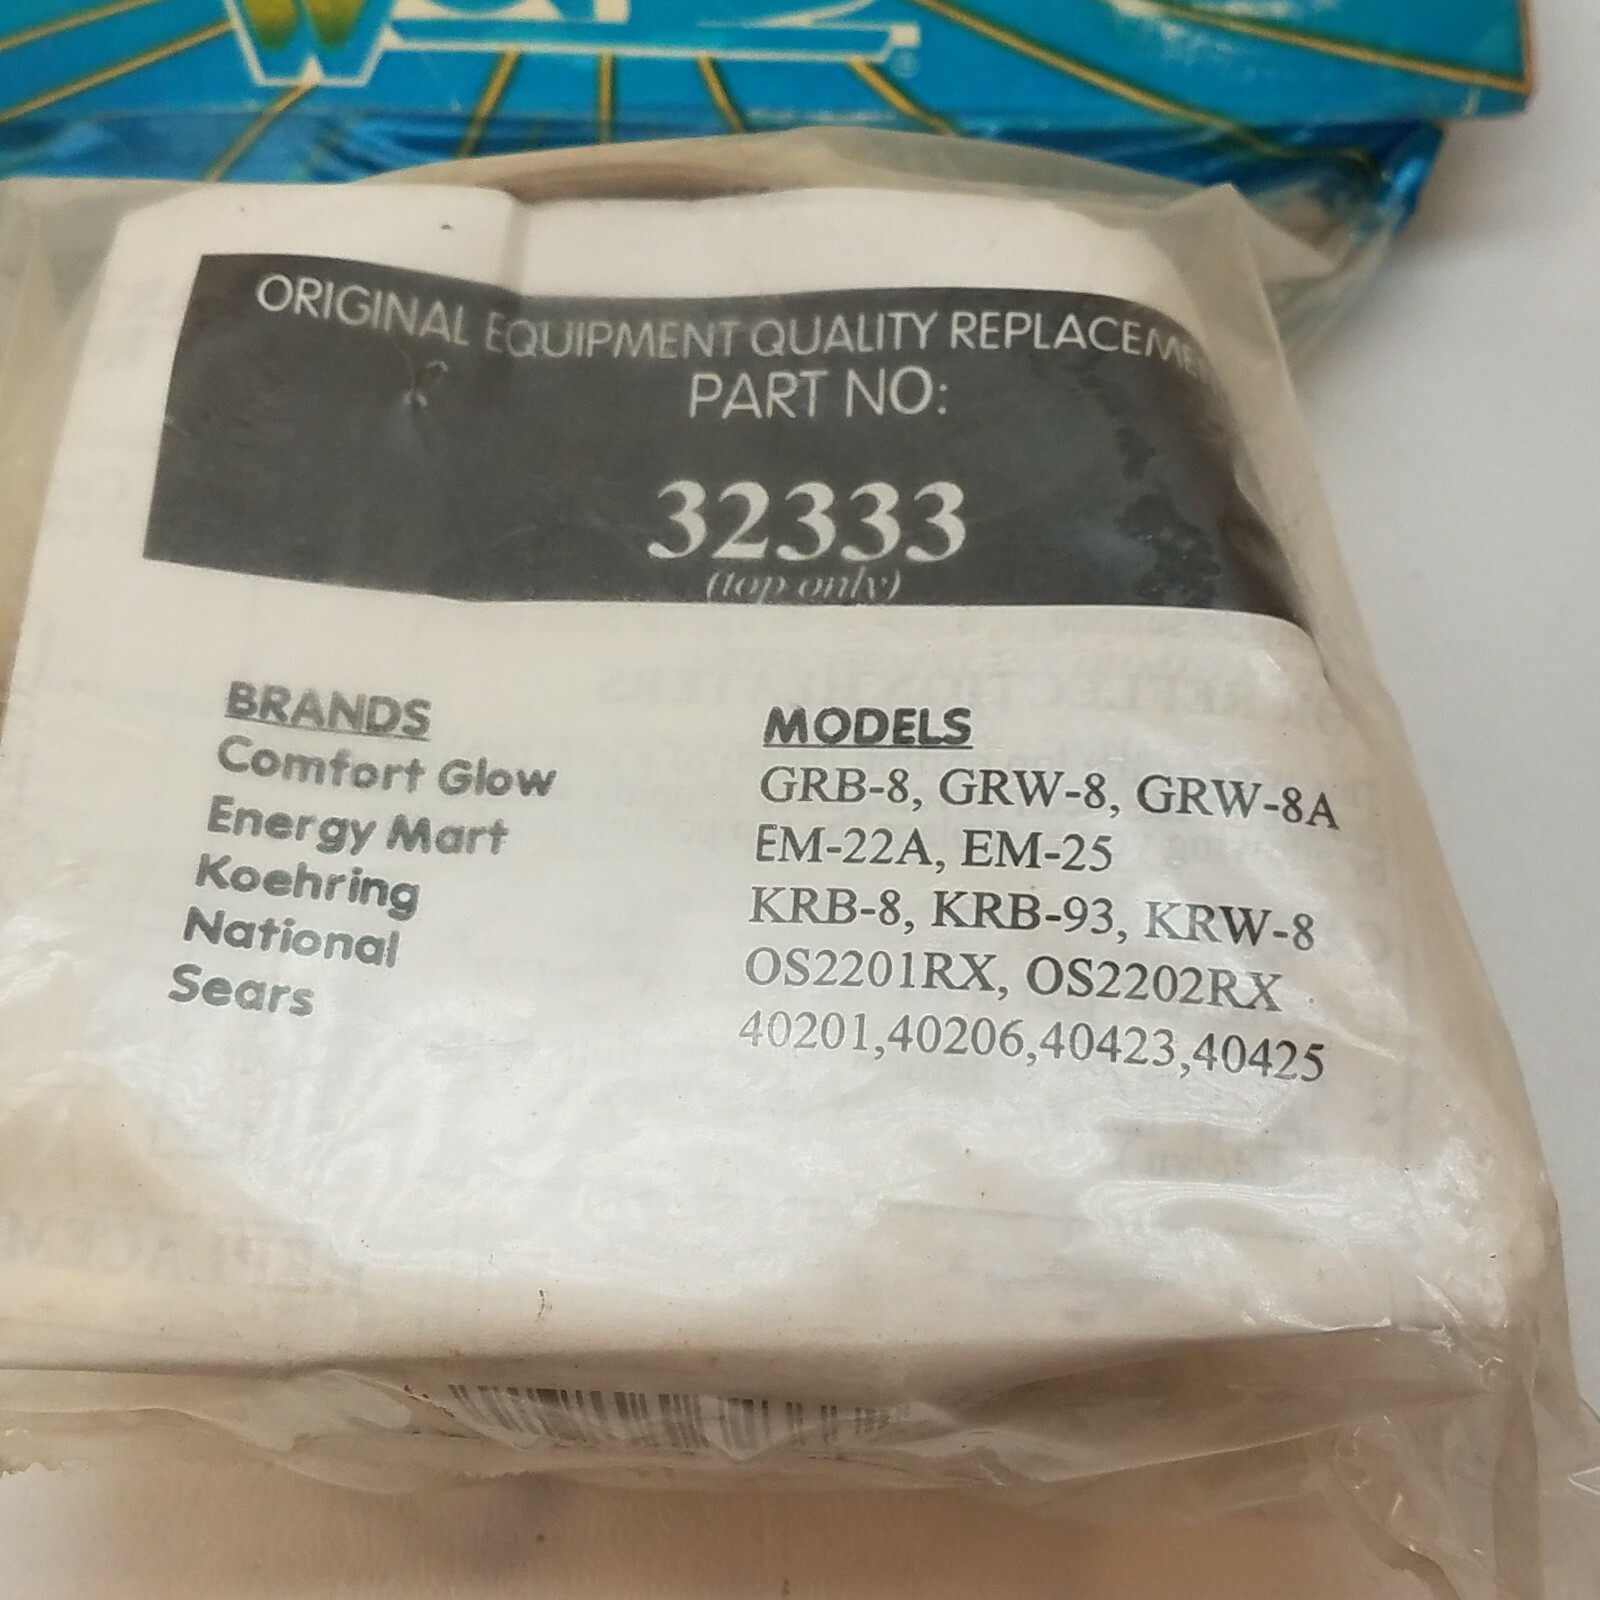 ORIGINAL EQUIPMENT QUALITY REPLACEMENT
PART NO:
32333
(top only)
BRANDS
MODELS
Comfort Glow
GRB-8, GRW-8, GRW-8A
Energy Mart
EM-22A, EM-25
Koehring
KRB-8, KRB-93, KRW-8
National
OS2201RX, OS2202RX
Sears
40201,40206,40423,40425